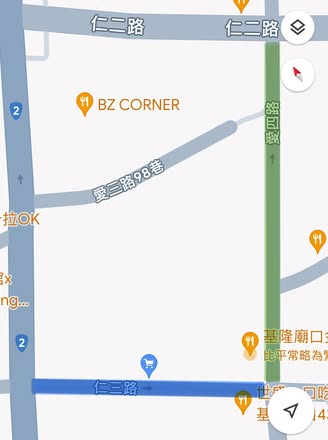 仁二路
仁二路
BZ CORNER
2
愛四路
愛三路98巷
拉OK
ng...
2
基隆廟口
比平常略為
仁三路